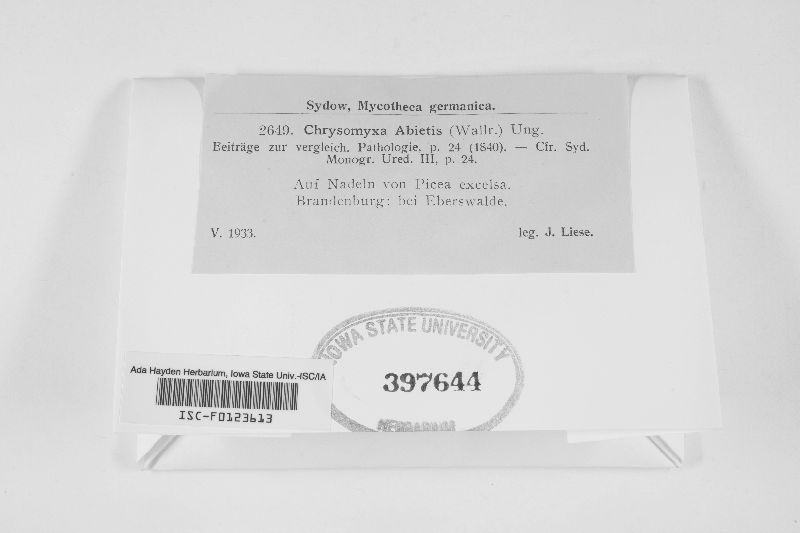 Sydow, Mycotheca germanica.
2649. Chrysomyxa Abietis (Wallr.) Ung.
Beiträge zur vergleich. Pathologie, p. 24 (1840). — Cfr. Syd.
Monogr. Ured. III, p. 24.
Auf Nadeln von Picea excelsa.
Brandenburg: bei Eberswalde.
V. 1933. leg. J. Liese.
IOWA STATE UNIVERSITY
397644
HERBARIUM
Ada Hayden Herbarium, Iowa State Univ.-ISC/IA
ISC-F0123613